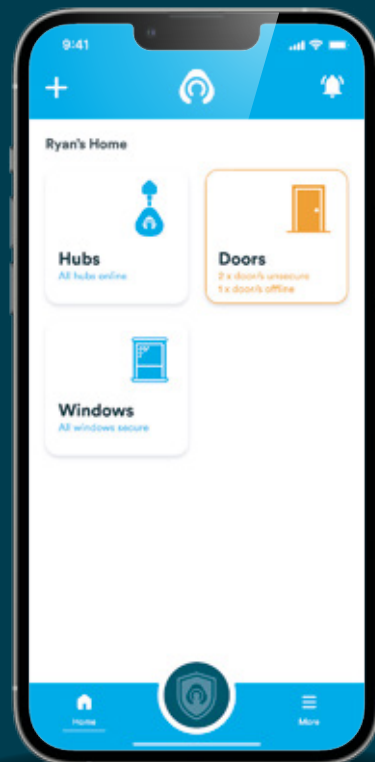 9:41
Ryan's Home
Hubs
All hubs online
Doors
2 x door/s unsecure
1 x door/s offline
Windows
All windows secure
Home
More